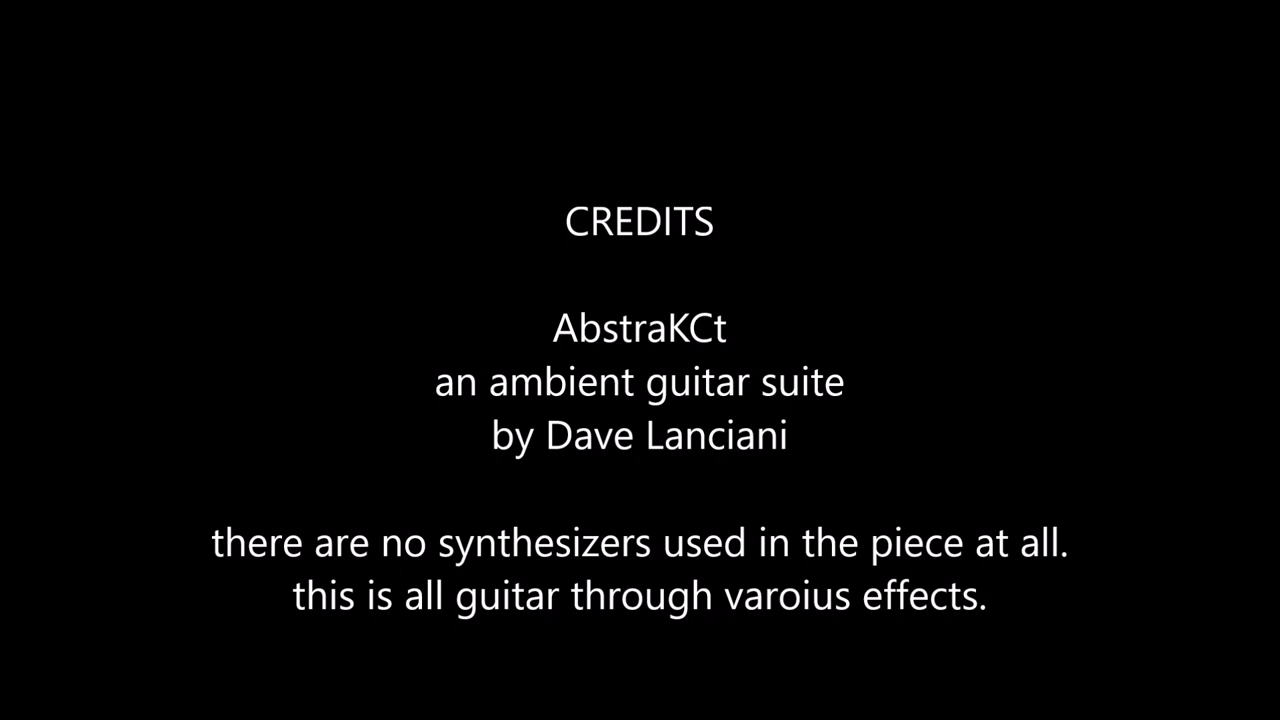 CREDITS
AbstraKCt
an ambient guitar suite
by Dave Lanciani
there are no synthesizers used in the piece at all.
this is all guitar through varoius effects.